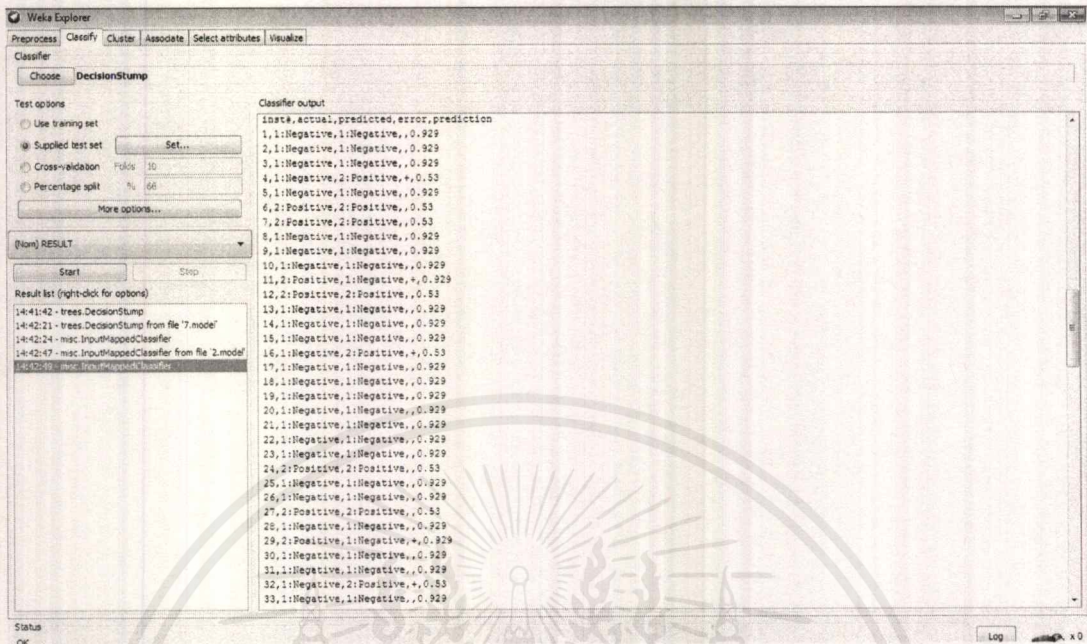 Weka Explorer
Preprocess Classify Cluster Associate Select attributes Visualize
Classifier
Choose DecisionStump
Test options
Use training set
Supplied test set Set...
Cross-validation Folds 10
Percentage split % 66
More options...
(Nom) RESULT
Start Stop
Result list (right-click for options)
14:41:42 - trees.DecisionStump
14:42:21 - trees.DecisionStump from file '7.model'
14:42:24 - misc.InputMappedClassifier
14:42:47 - misc.InputMappedClassifier from file '2.model'
14:42:49 - misc.InputMappedClassifier
Classifier output
inst#,actual,predicted,error,prediction
1,1:Negative,1:Negative,,0.929
2,1:Negative,1:Negative,,0.929
3,1:Negative,1:Negative,,0.929
4,1:Negative,2:Positive,+,0.53
5,1:Negative,1:Negative,,0.929
6,2:Positive,2:Positive,,0.53
7,2:Positive,2:Positive,,0.53
8,1:Negative,1:Negative,,0.929
9,1:Negative,1:Negative,,0.929
10,1:Negative,1:Negative,,0.929
11,2:Positive,1:Negative,+,0.929
12,2:Positive,2:Positive,,0.53
13,1:Negative,1:Negative,,0.929
14,1:Negative,1:Negative,,0.929
15,1:Negative,1:Negative,,0.929
16,1:Negative,2:Positive,+,0.53
17,1:Negative,1:Negative,,0.929
18,1:Negative,1:Negative,,0.929
19,1:Negative,1:Negative,,0.929
20,1:Negative,1:Negative,,0.929
21,1:Negative,1:Negative,,0.929
22,1:Negative,1:Negative,,0.929
23,1:Negative,1:Negative,,0.929
24,2:Positive,2:Positive,,0.53
25,1:Negative,1:Negative,,0.929
26,1:Negative,1:Negative,,0.929
27,2:Positive,2:Positive,,0.53
28,1:Negative,1:Negative,,0.929
29,2:Positive,1:Negative,+,0.929
30,1:Negative,1:Negative,,0.929
31,1:Negative,1:Negative,,0.929
32,1:Negative,2:Positive,+,0.53
33,1:Negative,1:Negative,,0.929
Status
OK
Log x 0